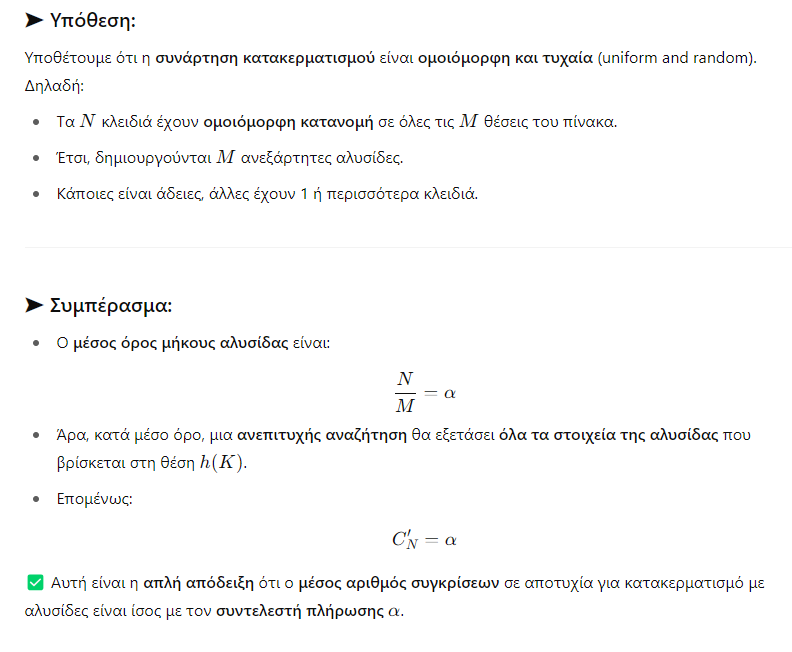 ➤ Υπόθεση:
Υποθέτουμε ότι η συνάρτηση κατακερματισμού είναι ομοιόμορφη και τυχαία (uniform and random).
Δηλαδή:
• Τα N κλειδιά έχουν ομοιόμορφη κατανομή σε όλες τις M θέσεις του πίνακα.
• Έτσι, δημιουργούνται M ανεξάρτητες αλυσίδες.
• Κάποιες είναι άδειες, άλλες έχουν 1 ή περισσότερα κλειδιά.
➤ Συμπέρασμα:
• Ο μέσος όρος μήκους αλυσίδας είναι:
N/M = α
• Άρα, κατά μέσο όρο, μια ανεπιτυχής αναζήτηση θα εξετάσει όλα τα στοιχεία της αλυσίδας που
βρίσκεται στη θέση h(K).
• Επομένως:
C′_N = α
✅ Αυτή είναι η απλή απόδειξη ότι ο μέσος αριθμός συγκρίσεων σε αποτυχία για κατακερματισμό με
αλυσίδες είναι ίσος με τον συντελεστή πλήρωσης α.